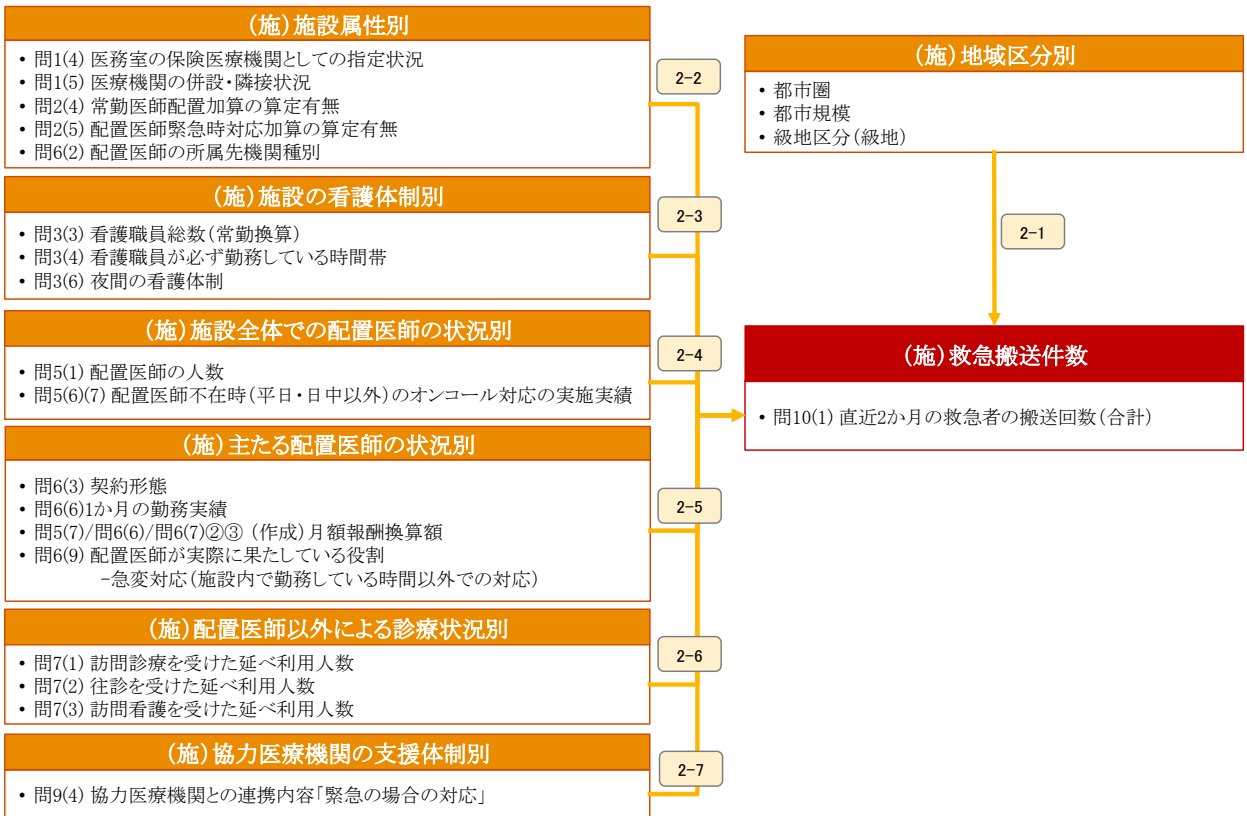 (施)施設属性別
• 問1(4) 医務室の保険医療機関としての指定状況
• 問1(5) 医療機関の併設・隣接状況
• 問2(4) 常勤医師配置加算の算定有無
• 問2(5) 配置医師緊急時対応加算の算定有無
• 問6(2) 配置医師の所属先機関種別
2-2
(施)地域区分別
• 都市圏
• 都市規模
• 級地区分(級地)
2-1
(施)施設の看護体制別
• 問3(3) 看護職員総数(常勤換算)
• 問3(4) 看護職員が必ず勤務している時間帯
• 問3(6) 夜間の看護体制
2-3
(施)施設全体での配置医師の状況別
• 問5(1) 配置医師の人数
• 問5(6)(7) 配置医師不在時(平日・日中以外)のオンコール対応の実施実績
2-4
(施)救急搬送件数
• 問10(1) 直近2か月の救急者の搬送回数(合計)
(施)主たる配置医師の状況別
• 問6(3) 契約形態
• 問6(6)1か月の勤務実績
• 問5(7)/問6(6)/問6(7)②③ (作成)月額報酬換算額
• 問6(9) 配置医師が実際に果たしている役割
-急変対応(施設内で勤務している時間以外での対応)
2-5
(施)配置医師以外による診療状況別
• 問7(1) 訪問診療を受けた延べ利用人数
• 問7(2) 往診を受けた延べ利用人数
• 問7(3) 訪問看護を受けた延べ利用人数
2-6
(施)協力医療機関の支援体制別
• 問9(4) 協力医療機関との連携内容「緊急の場合の対応」
2-7